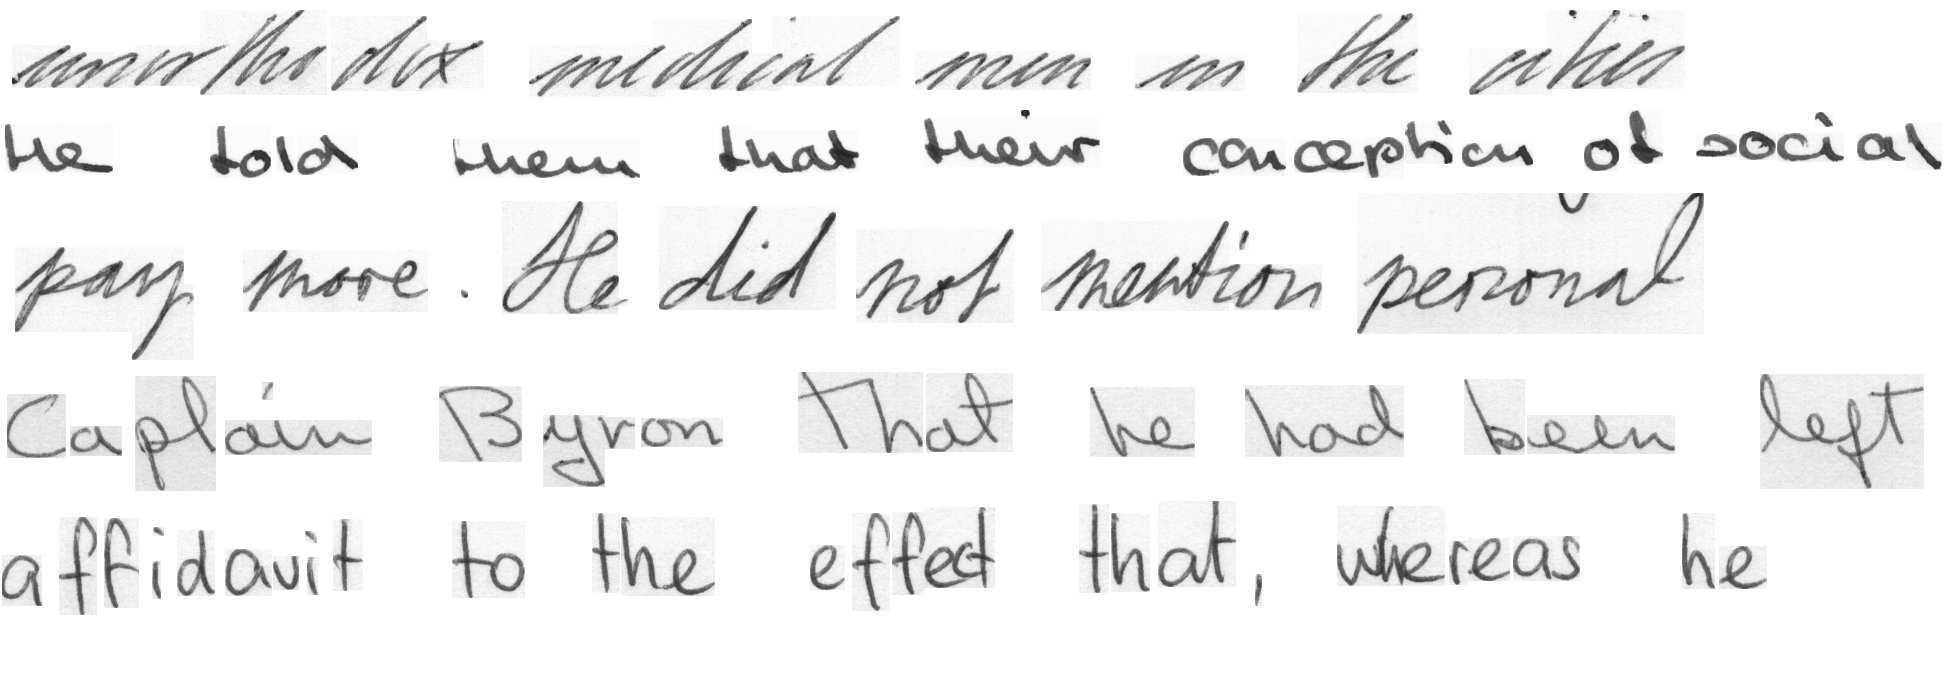 unorthodox medical men in the cities
He told them that their conception of social
pay more. He did not mention personal
Captain Byron that he had been left
affidavit to the effect that, whereas he